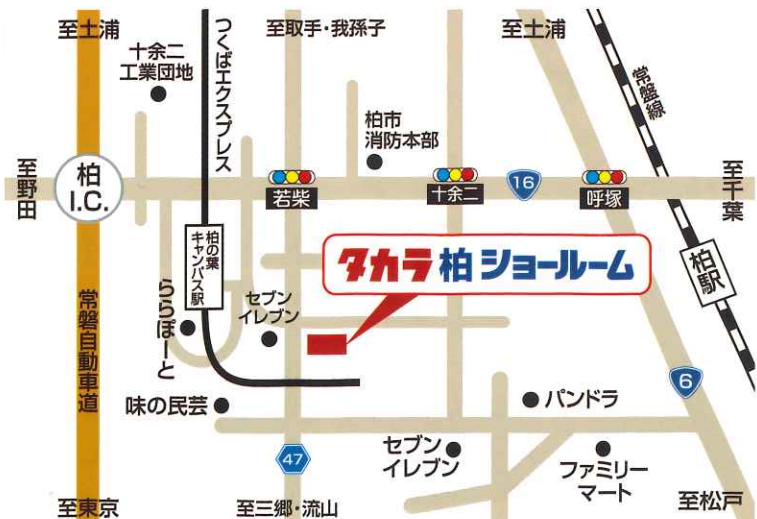 至土浦
つくばエクスプレス
至取手・我孫子
至土浦
十余二
工業団地
常盤線
柏市
消防本部
至野田
柏
I.C.
若柴
十余二
16
呼塚
至千葉
柏の葉
キャンパス駅
タカラ柏ショールーム
柏駅
常磐自動車道
ららぽーと
セブン
イレブン
6
味の民芸
パンドラ
47
セブン
イレブン
ファミリー
マート
至東京
至三郷・流山
至松戸